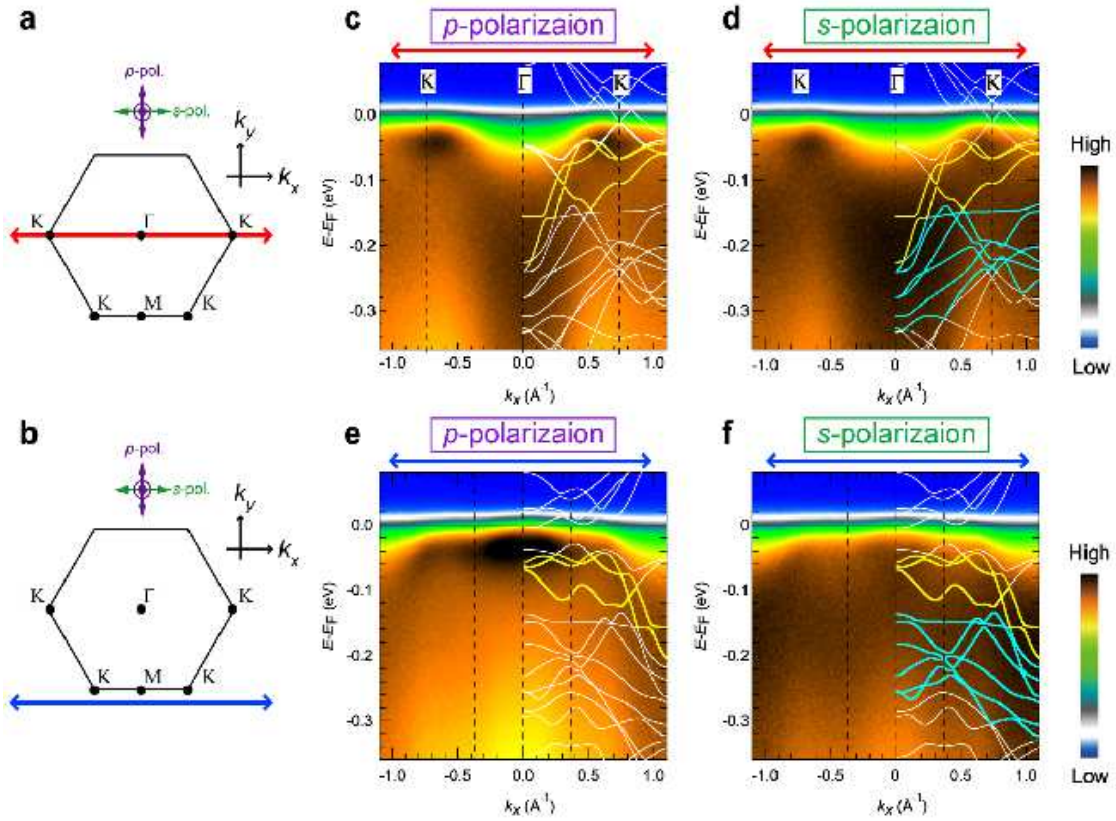 a
p-pol.
s-pol.
ky
kx
K Γ K
K M K
c
p-polarizaion
K Γ K
0.0
-0.1
-0.2
-0.3
E-EF (eV)
-1.0 -0.5 0.0 0.5 1.0
kx (Å-1)
d
s-polarizaion
K Γ K
0.0
-0.1
-0.2
-0.3
E-EF (eV)
-1.0 -0.5 0 0.5 1.0
kx (Å-1)
High
Low
b
p-pol.
s-pol.
ky
kx
K Γ K
K M K
e
p-polarizaion
0.0
-0.1
-0.2
-0.3
E-EF (eV)
-1.0 -0.5 0.0 0.5 1.0
kx (Å-1)
f
s-polarizaion
0
-0.1
-0.2
-0.3
E-EF (eV)
-1.0 -0.5 0 0.5 1.0
kx (Å-1)
High
Low